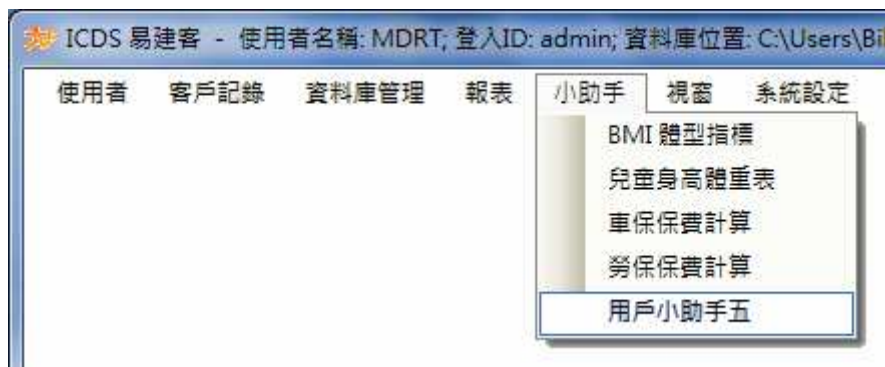 ICDS 易建客 - 使用者名稱: MDRT; 登入ID: admin; 資料庫位置: C:\Users\Bil
使用者 客戶記錄 資料庫管理 報表 小助手 視窗 系統設定
BMI 體型指標
兒童身高體重表
車保保費計算
勞保保費計算
用戶小助手五